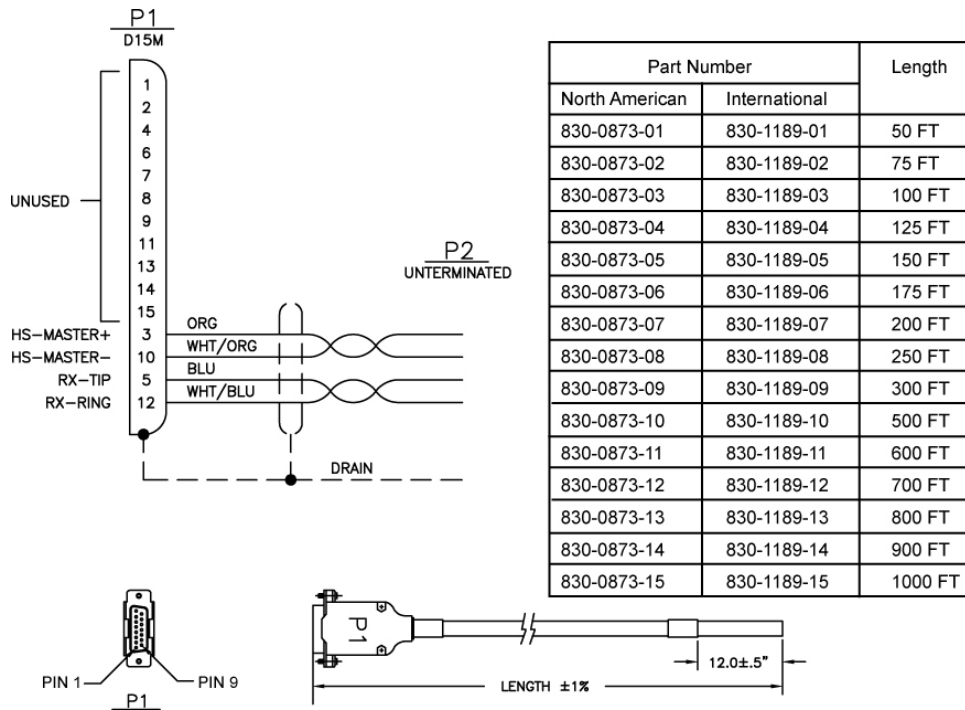 P1
D15M
1
2
4
6
7
8
9
11
13
14
15
UNUSED
HS-MASTER+ 3 ORG
HS-MASTER- 10 WHT/ORG
RX-TIP 5 BLU
RX-RING 12 WHT/BLU
DRAIN
P2
UNTERMINATED
Part Number Length
North American International
830-0873-01 830-1189-01 50 FT
830-0873-02 830-1189-02 75 FT
830-0873-03 830-1189-03 100 FT
830-0873-04 830-1189-04 125 FT
830-0873-05 830-1189-05 150 FT
830-0873-06 830-1189-06 175 FT
830-0873-07 830-1189-07 200 FT
830-0873-08 830-1189-08 250 FT
830-0873-09 830-1189-09 300 FT
830-0873-10 830-1189-10 500 FT
830-0873-11 830-1189-11 600 FT
830-0873-12 830-1189-12 700 FT
830-0873-13 830-1189-13 800 FT
830-0873-14 830-1189-14 900 FT
830-0873-15 830-1189-15 1000 FT
PIN 1 PIN 9
P1
P1
12.0±.5"
LENGTH ±1%